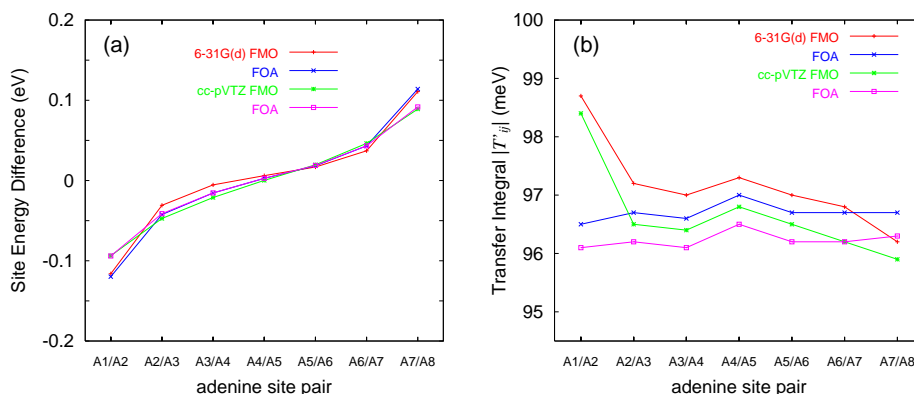 (a)
6-31G(d) FMO
FOA
cc-pVTZ FMO
FOA
0.2
0.1
0
-0.1
-0.2
Site Energy Difference (eV)
A1/A2 A2/A3 A3/A4 A4/A5 A5/A6 A6/A7 A7/A8
adenine site pair
(b)
6-31G(d) FMO
FOA
cc-pVTZ FMO
FOA
100
99
98
97
96
95
Transfer Integral |T'ij| (meV)
A1/A2 A2/A3 A3/A4 A4/A5 A5/A6 A6/A7 A7/A8
adenine site pair